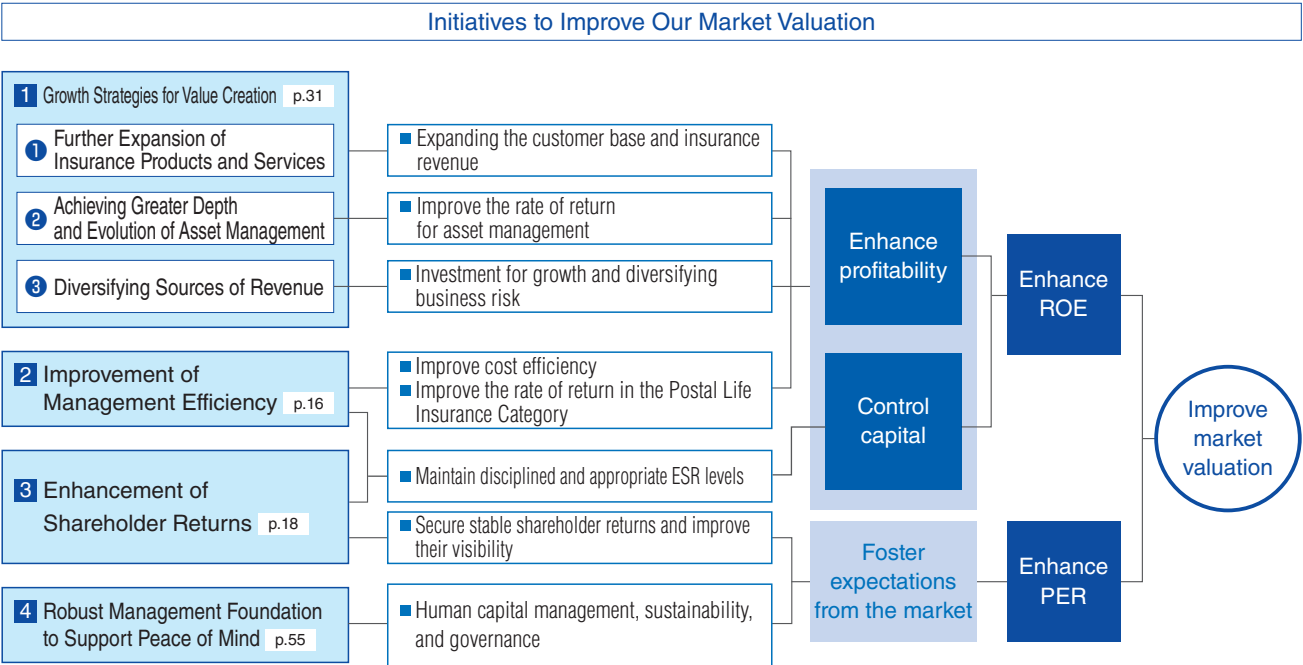 Initiatives to Improve Our Market Valuation
1 Growth Strategies for Value Creation p.31
1 Further Expansion of
Insurance Products and Services
2 Achieving Greater Depth
and Evolution of Asset Management
3 Diversifying Sources of Revenue
2 Improvement of
Management Efficiency p.16
3 Enhancement of
Shareholder Returns p.18
4 Robust Management Foundation
to Support Peace of Mind p.55
■ Expanding the customer base and insurance
revenue
■ Improve the rate of return
for asset management
■ Investment for growth and diversifying
business risk
■ Improve cost efficiency
■ Improve the rate of return in the Postal Life
Insurance Category
■ Maintain disciplined and appropriate ESR levels
■ Secure stable shareholder returns and improve
their visibility
■ Human capital management, sustainability,
and governance
Enhance
profitability
Control
capital
Foster
expectations
from the market
Enhance
ROE
Enhance
PER
Improve
market
valuation